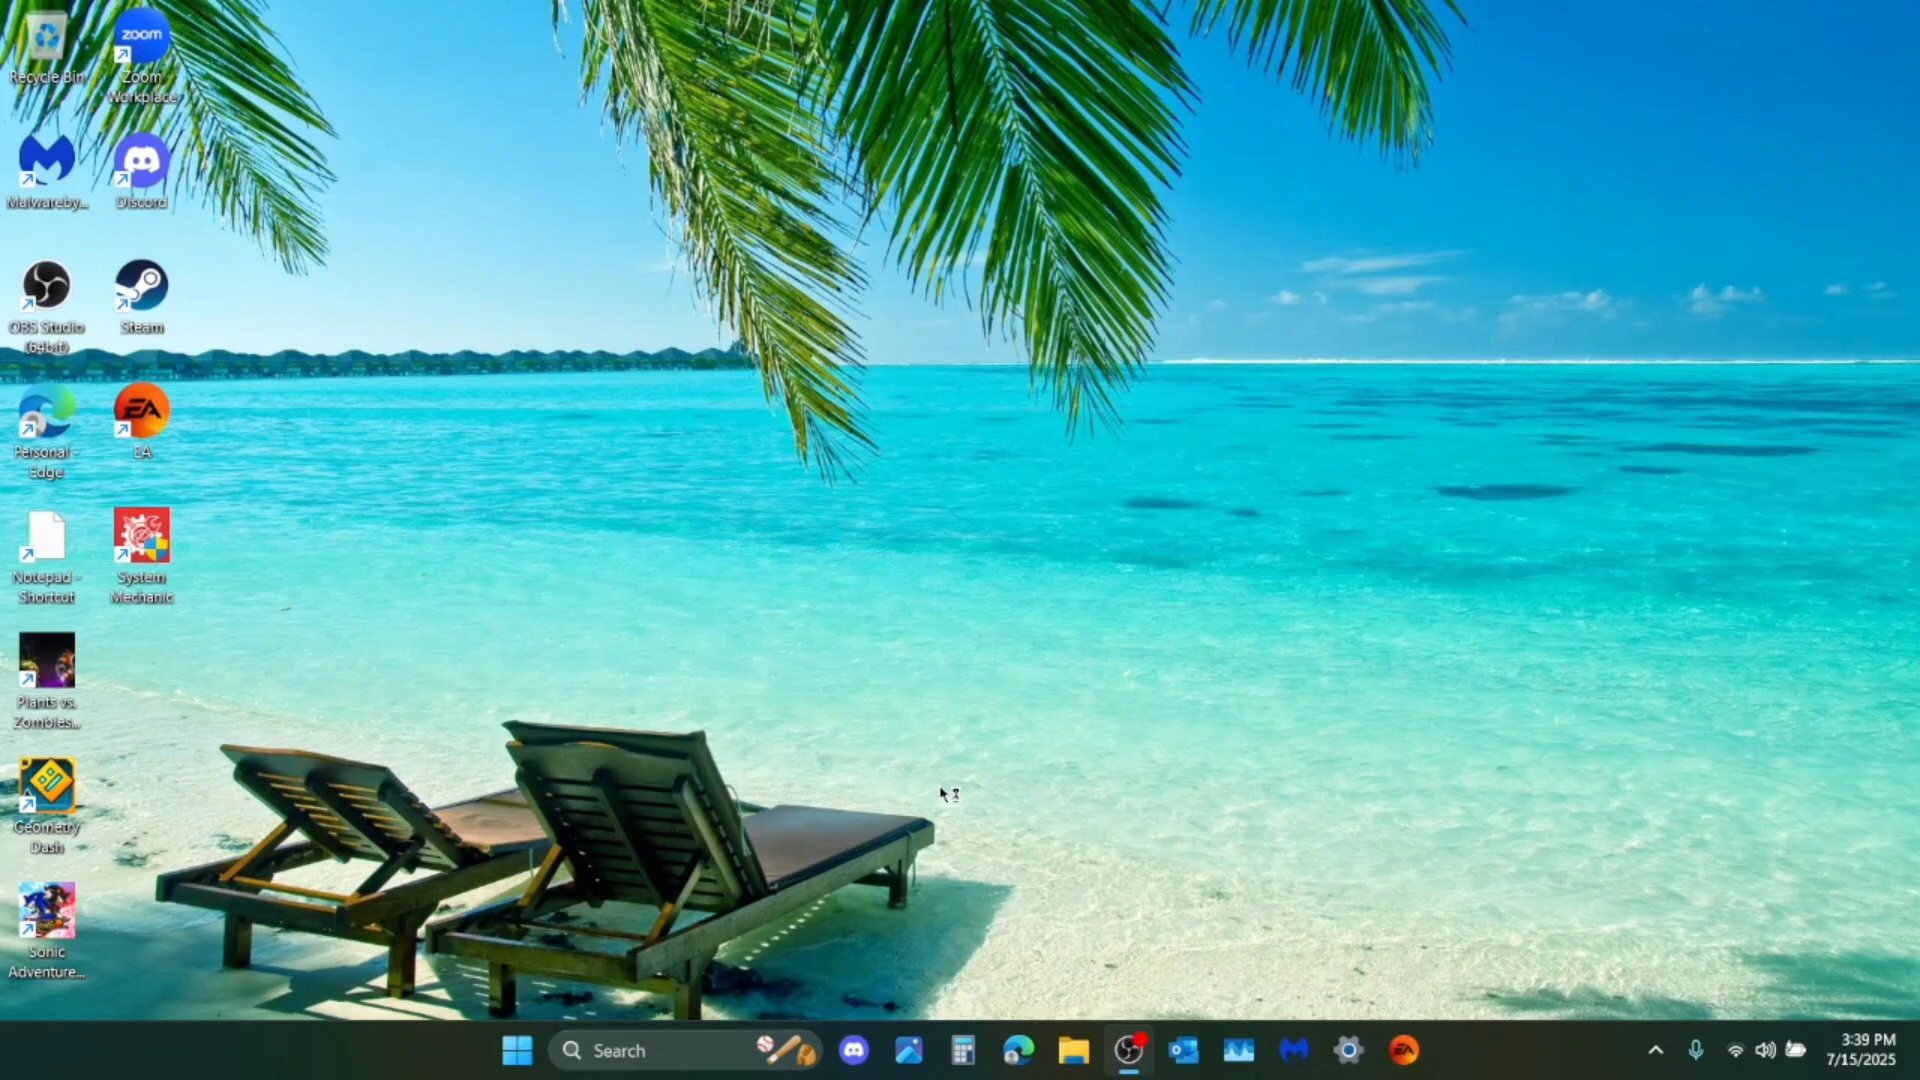 Recycle Bin
zoom
Zoom
Workplace
Malwareby...
Discord
OBS Studio
(64bit)
Steam
Personal -
Edge
EA
EA
Notepad -
Shortcut
System
Mechanic
Plants vs.
Zombies...
Geometry
Dash
Sonic
Adventure...
Search
EA
3:39 PM
7/15/2025